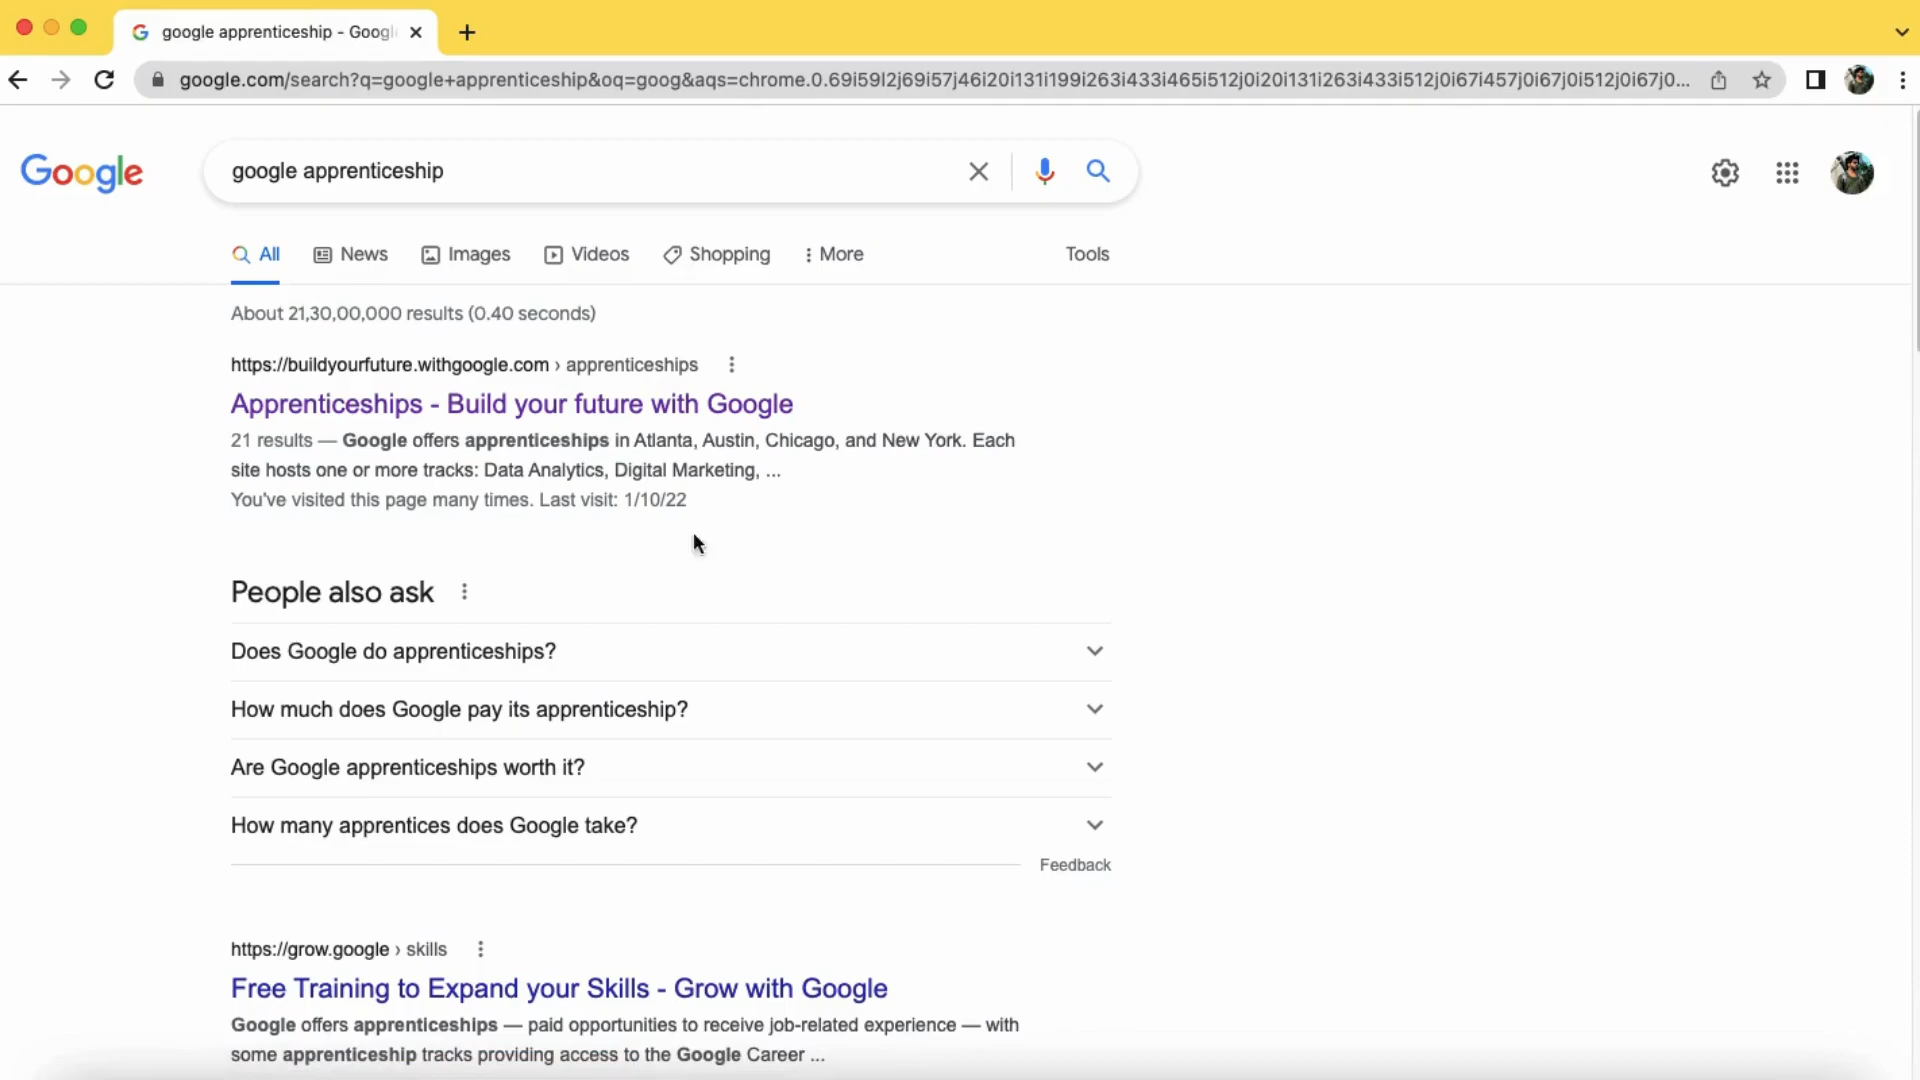 google apprenticeship - Googl
google.com/search?q=google+apprenticeship&oq=goog&aqs=chrome.0.69i59l2j69i57j46i20i131i199i263i433i465i512j0i20i131i263i433i512j0i67i457j0i67j0i512j0i67j0...
Google
google apprenticeship
All News Images Videos Shopping More Tools
About 21,30,00,000 results (0.40 seconds)
https://buildyourfuture.withgoogle.com › apprenticeships
Apprenticeships - Build your future with Google
21 results — Google offers apprenticeships in Atlanta, Austin, Chicago, and New York. Each
site hosts one or more tracks: Data Analytics, Digital Marketing, ...
You've visited this page many times. Last visit: 1/10/22
People also ask
Does Google do apprenticeships?
How much does Google pay its apprenticeship?
Are Google apprenticeships worth it?
How many apprentices does Google take?
Feedback
https://grow.google › skills
Free Training to Expand your Skills - Grow with Google
Google offers apprenticeships — paid opportunities to receive job-related experience — with
some apprenticeship tracks providing access to the Google Career ...